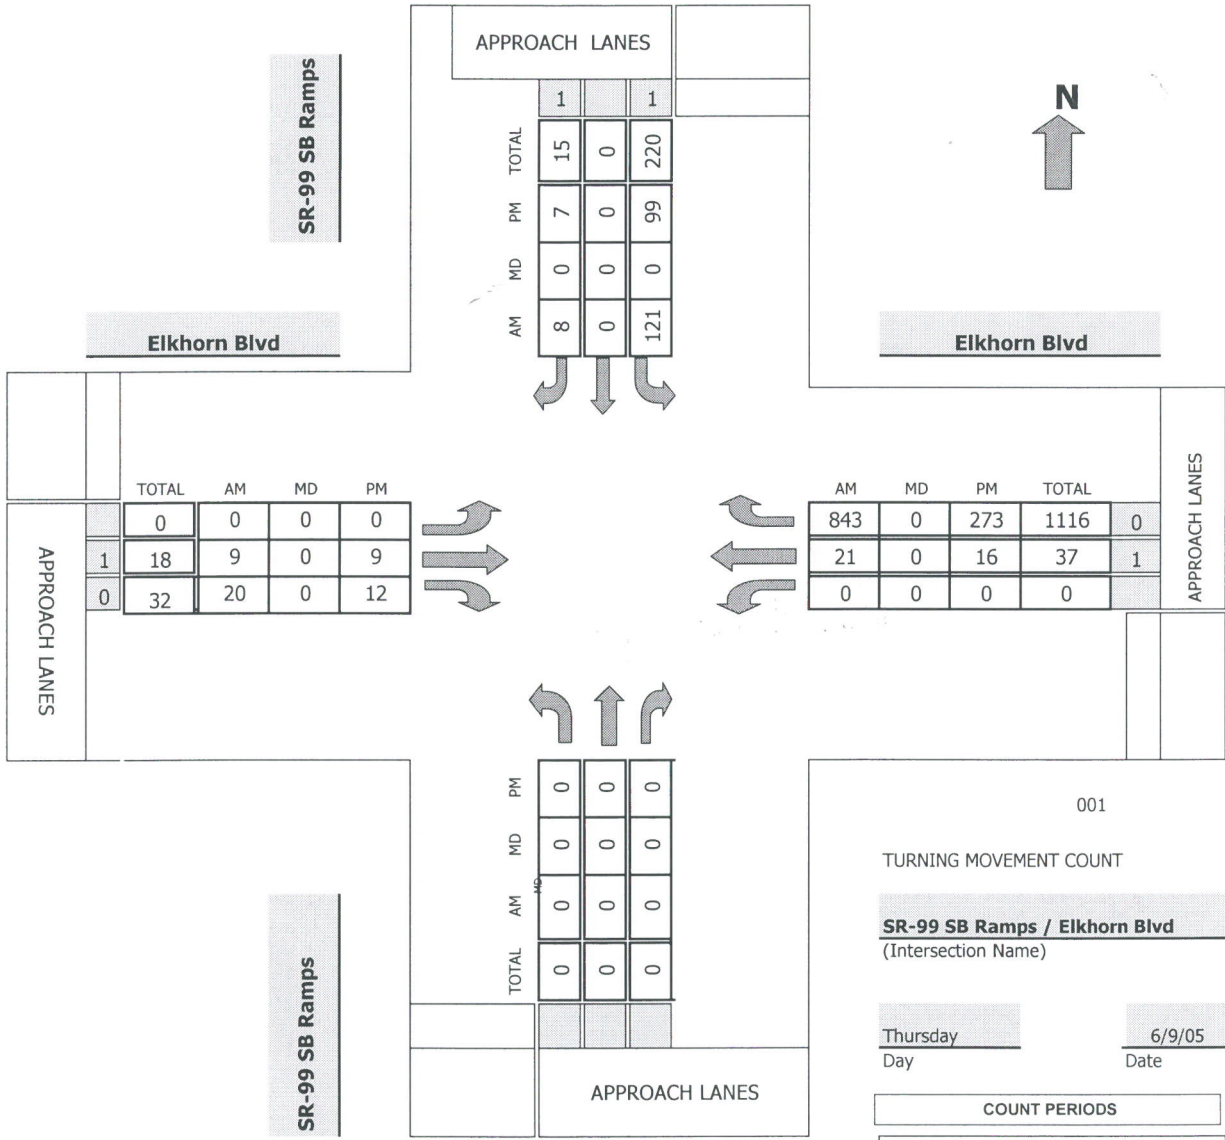 APPROACH LANES
1 1
TOTAL 15 0 220
PM 7 0 99
MD 0 0 0
AM 8 0 121
SR-99 SB Ramps
N
Elkhorn Blvd
Elkhorn Blvd
TOTAL AM MD PM
0 0 0 0
1 18 9 0 9
0 32 20 0 12
APPROACH LANES
AM MD PM TOTAL
843 0 273 1116 0
21 0 16 37 1
0 0 0 0
APPROACH LANES
PM 0 0 0
MD 0 0 0
MD
AM 0 0 0
TOTAL 0 0 0
APPROACH LANES
SR-99 SB Ramps
001
TURNING MOVEMENT COUNT
SR-99 SB Ramps / Elkhorn Blvd
(Intersection Name)
Thursday 6/9/05
Day Date
COUNT PERIODS